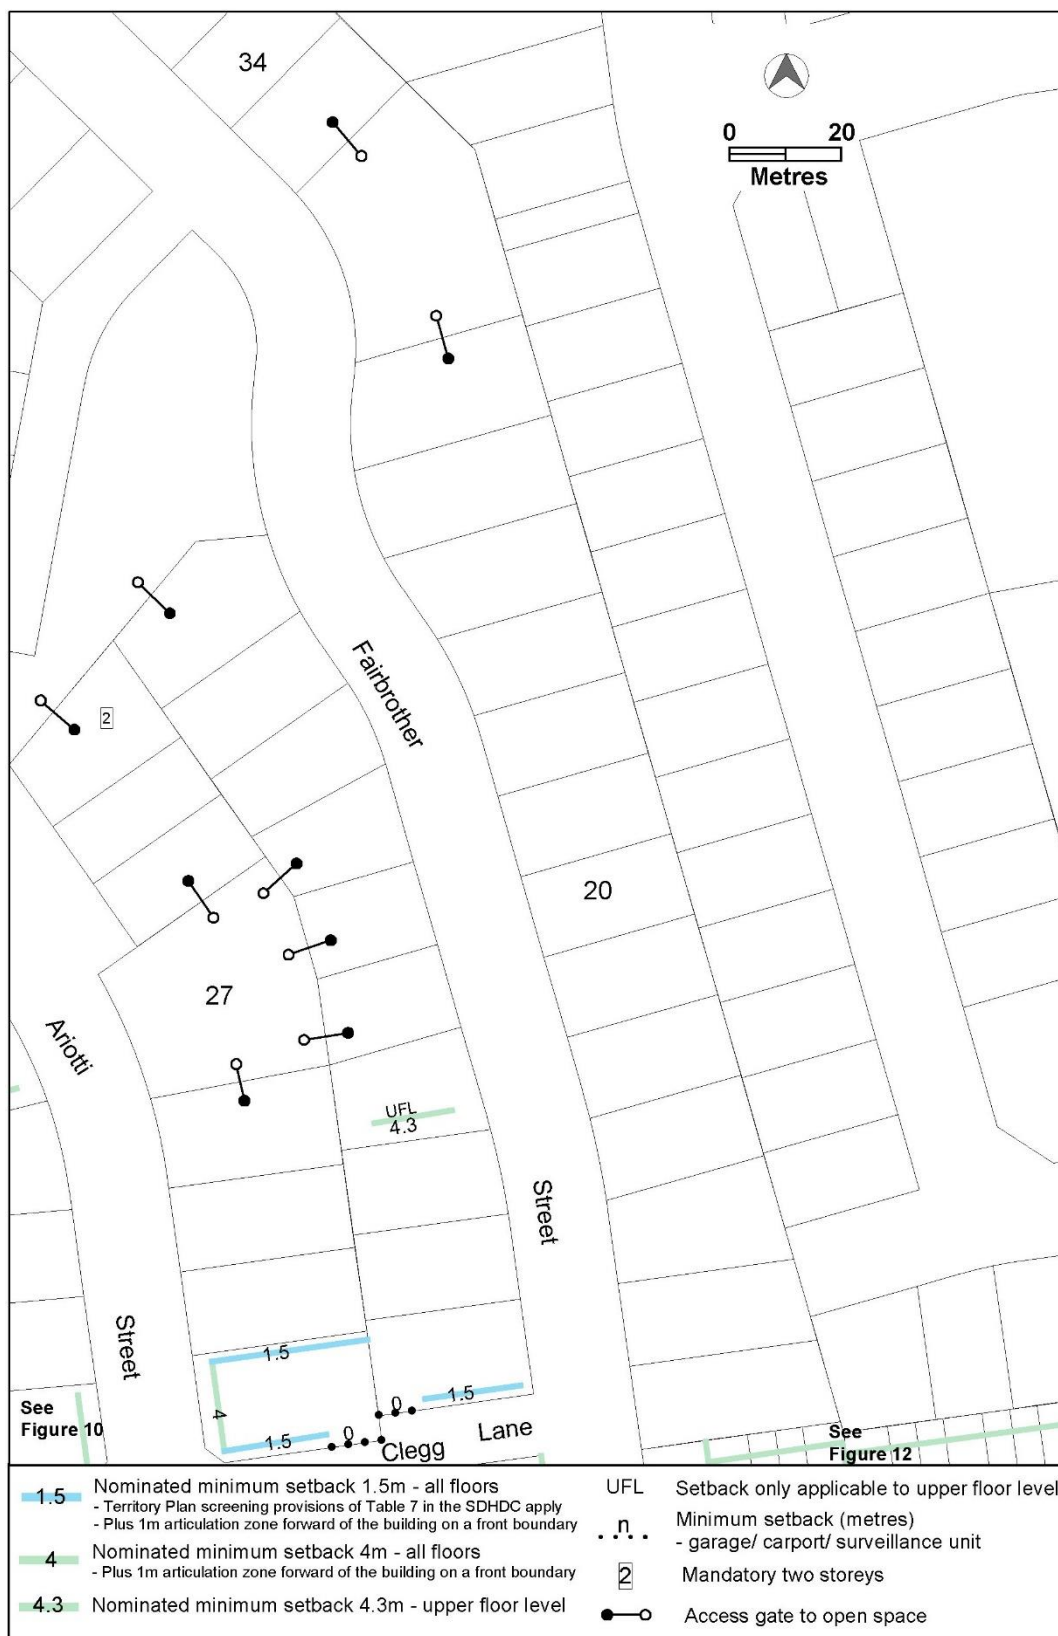 34
0 20
Metres
Fairbrother
2
20
27
Ariotti
UFL
4.3
Street
Street
1.5
4
0
1.5
1.5
0
Clegg Lane
See
Figure 10
See
Figure 12
1.5 Nominated minimum setback 1.5m - all floors
- Territory Plan screening provisions of Table 7 in the SDHDC apply
- Plus 1m articulation zone forward of the building on a front boundary
4 Nominated minimum setback 4m - all floors
- Plus 1m articulation zone forward of the building on a front boundary
4.3 Nominated minimum setback 4.3m - upper floor level
UFL Setback only applicable to upper floor level
n Minimum setback (metres)
- garage/ carport/ surveillance unit
2 Mandatory two storeys
Access gate to open space